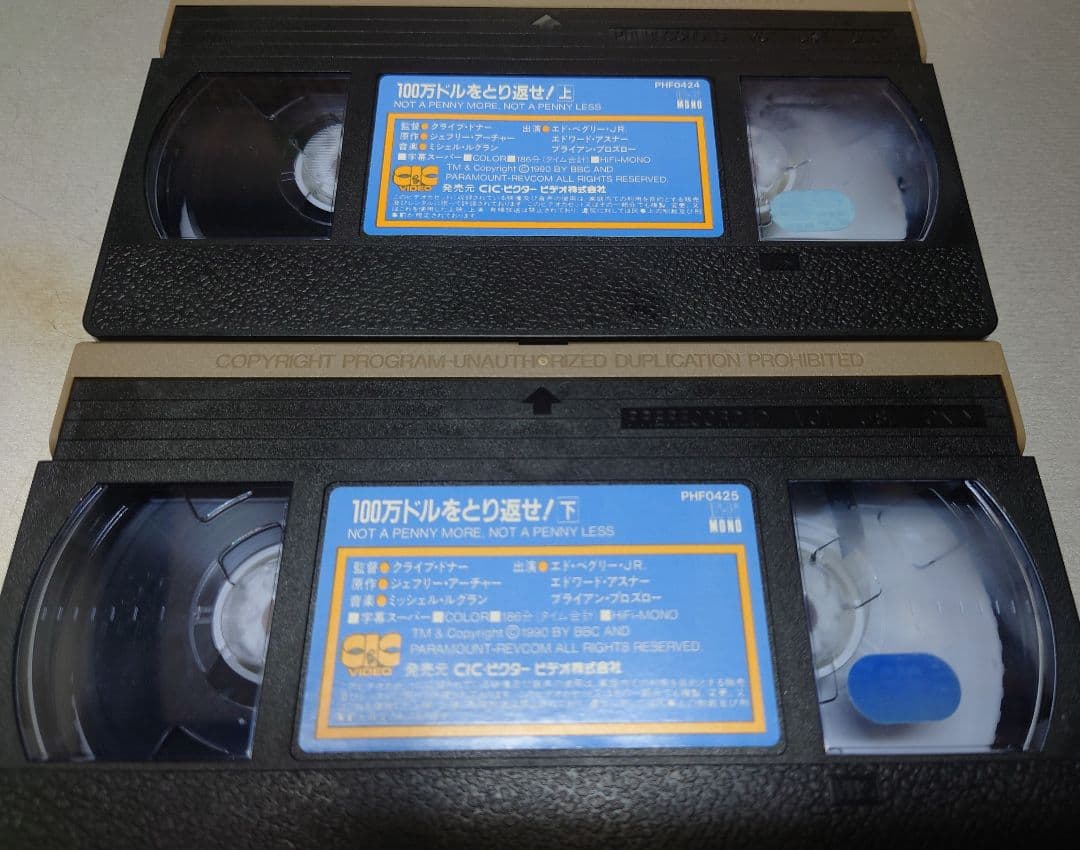 100万ドルをとり返せ! 上
PHF0424
NOT A PENNY MORE, NOT A PENNY LESS
MONO
監督●クライブ・ドナー 出演●エド・ベグリー・JR.
原作●ジェフリー・アーチャー エドワード・アスナー
音楽●ミシェル・ルグラン ブライアン・プロズロー
■字幕スーパー■COLOR■186分(タイム合計)■HiFi-MONO
TM & Copyright ©1990 BY BBC AND
PARAMOUNT-REVCOM ALL RIGHTS RESERVED.
CIC VIDEO
発売元 CIC・ビクター ビデオ株式会社
COPYRIGHT PROGRAM-UNAUTHORIZED DUPLICATION PROHIBITED
100万ドルをとり返せ! 下
PHF0425
NOT A PENNY MORE, NOT A PENNY LESS
MONO
監督●クライブ・ドナー 出演●エド・ベグリー・JR.
原作●ジェフリー・アーチャー エドワード・アスナー
音楽●ミッシェル・ルグラン ブライアン・プロズロー
■字幕スーパー■COLOR■186分(タイム合計)■HiFi-MONO
TM & Copyright ©1990 BY BBC AND
PARAMOUNT-REVCOM ALL RIGHTS RESERVED
CIC VIDEO
発売元 CIC・ビクター ビデオ株式会社